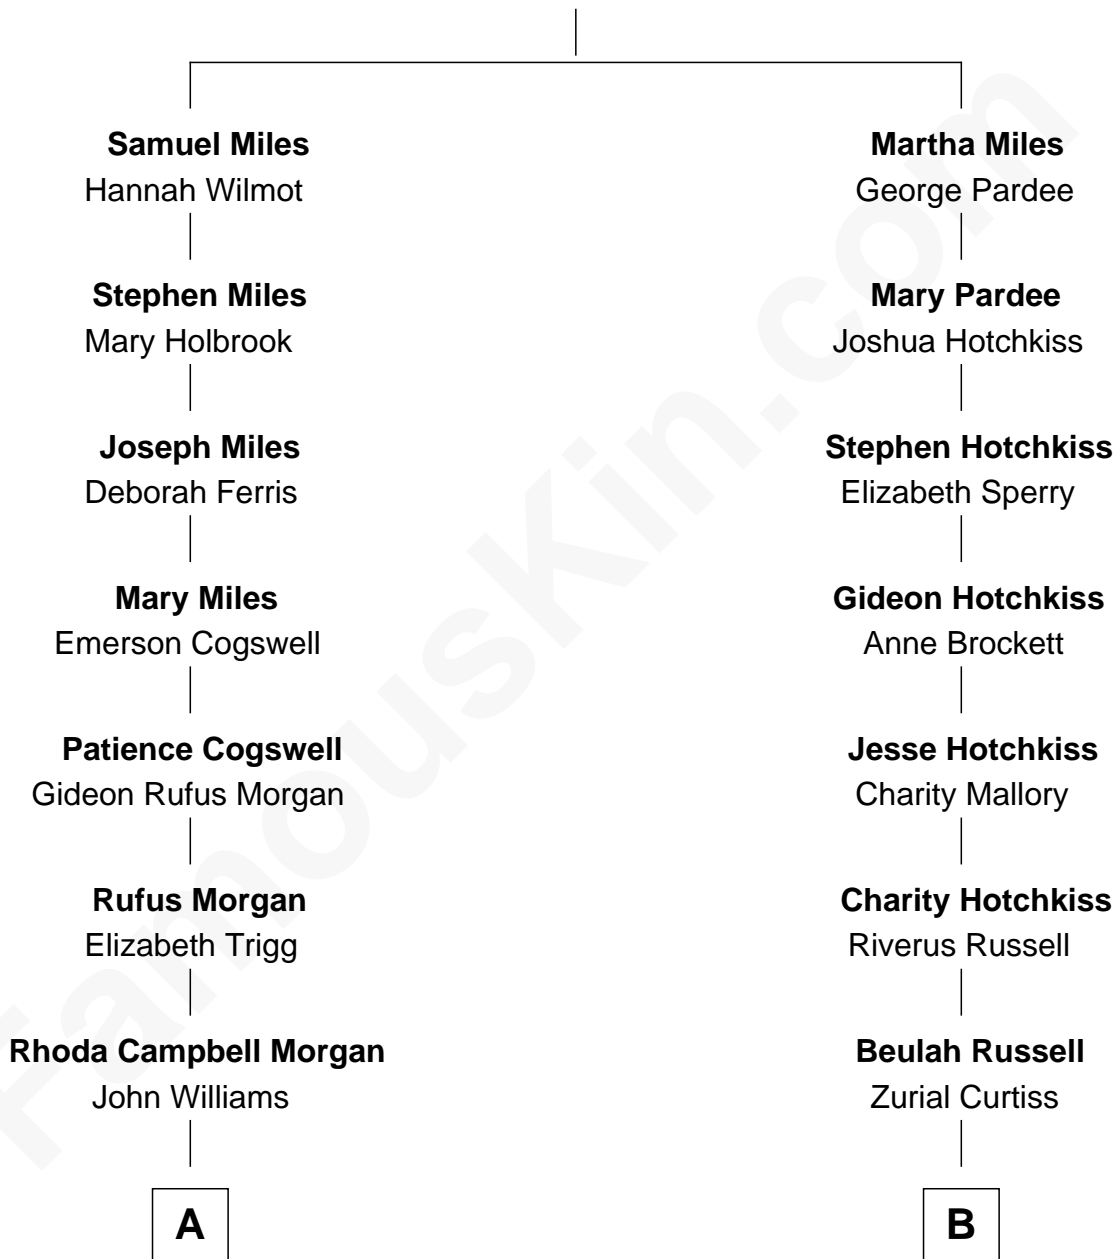 Samuel Miles
Hannah Wilmot
Stephen Miles
Mary Holbrook
Joseph Miles
Deborah Ferris
Mary Miles
Emerson Cogswell
Patience Cogswell
Gideon Rufus Morgan
Rufus Morgan
Elizabeth Trigg
Rhoda Campbell Morgan
John Williams
A
Martha Miles
George Pardee
Mary Pardee
Joshua Hotchkiss
Stephen Hotchkiss
Elizabeth Sperry
Gideon Hotchkiss
Anne Brockett
Jesse Hotchkiss
Charity Mallory
Charity Hotchkiss
Riverus Russell
Beulah Russell
Zurial Curtiss
B
FamousKin.com